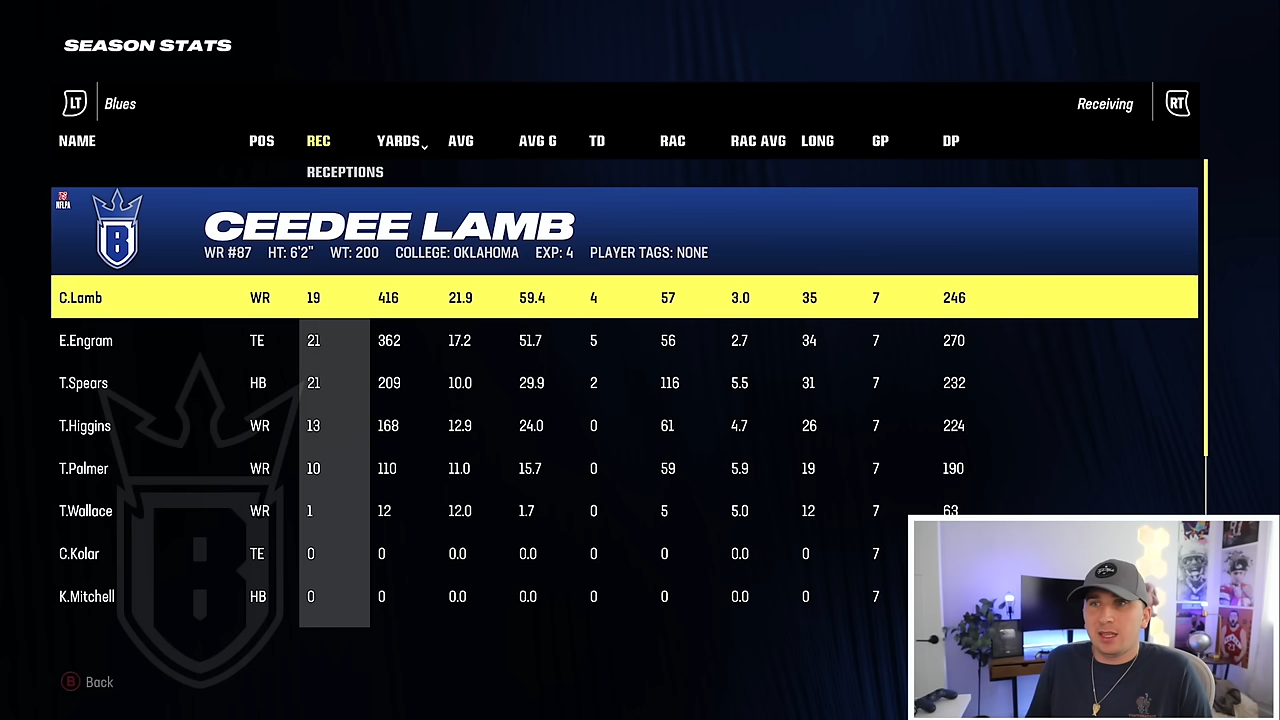 SEASON STATS
LT Blues Receiving RT
NAME POS REC YARDS AVG AVG G TD RAC RAC AVG LONG GP DP
RECEPTIONS
NFLPA
B
CEEDEE LAMB
WR #87 HT: 6'2" WT: 200 COLLEGE: OKLAHOMA EXP: 4 PLAYER TAGS: NONE
C.Lamb WR 19 416 21.9 59.4 4 57 3.0 35 7 246
E.Engram TE 21 362 17.2 51.7 5 56 2.7 34 7 270
T.Spears HB 21 209 10.0 29.9 2 116 5.5 31 7 232
T.Higgins WR 13 168 12.9 24.0 0 61 4.7 26 7 224
T.Palmer WR 10 110 11.0 15.7 0 59 5.9 19 7 190
T.Wallace WR 1 12 12.0 1.7 0 5 5.0 12 7 63
C.Kolar TE 0 0 0.0 0.0 0 0 0.0 0 7
K.Mitchell HB 0 0 0.0 0.0 0 0 0.0 0 7
B
B Back